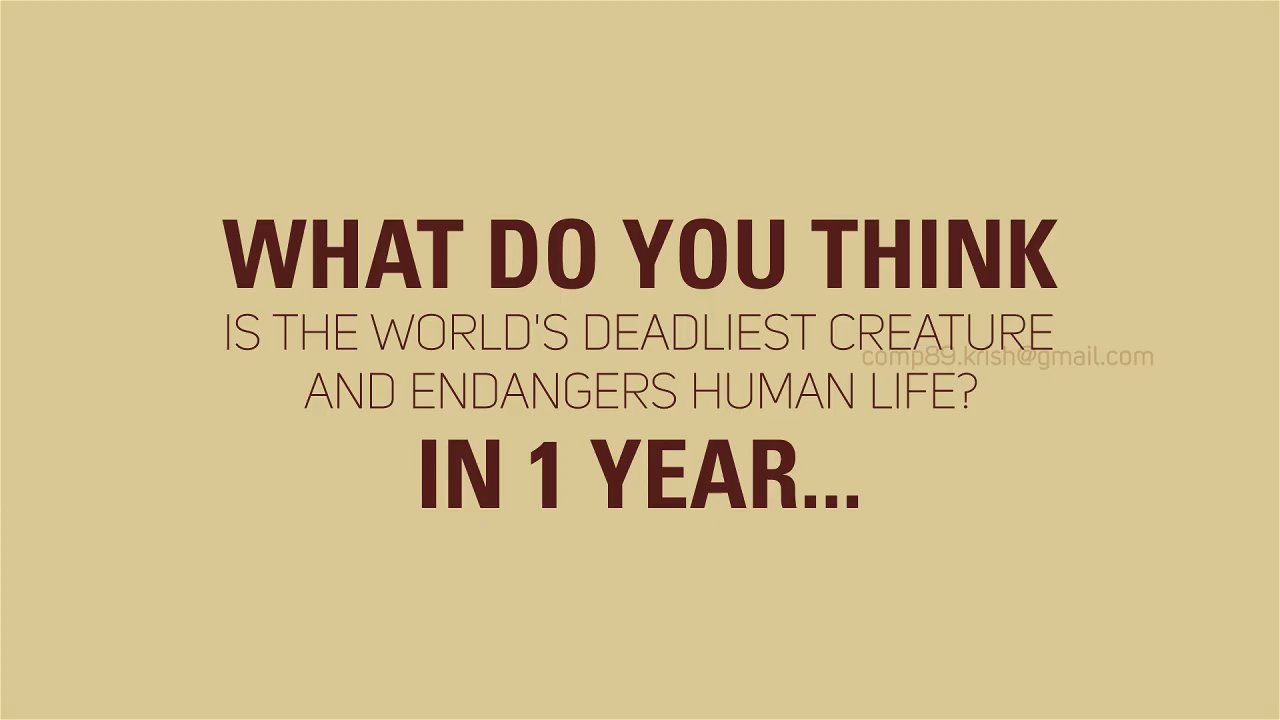 WHAT DO YOU THINK
IS THE WORLD'S DEADLIEST CREATURE
comp89.krish@gmail.com
AND ENDANGERS HUMAN LIFE?
IN 1 YEAR...